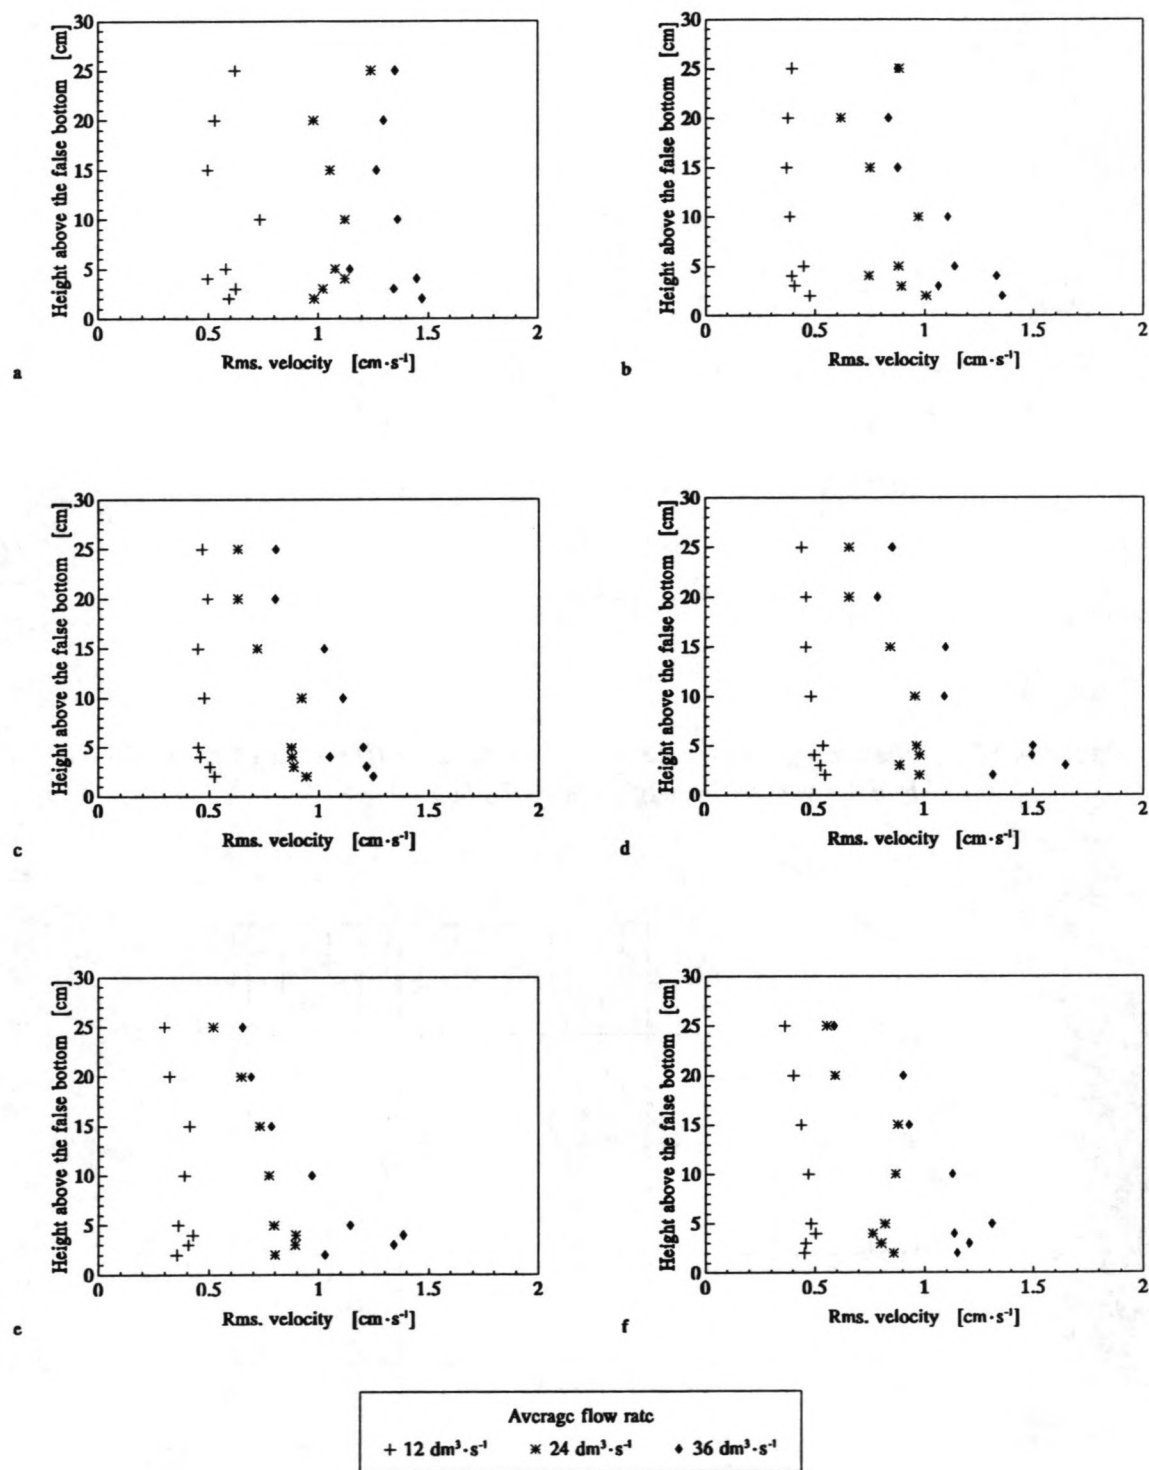 30
25
20
15
10
5
0
Height above the false bottom [cm]
0 0.5 1 1.5 2
Rms. velocity [cm·s⁻¹]
a
30
25
20
15
10
5
0
Height above the false bottom [cm]
0 0.5 1 1.5 2
Rms. velocity [cm·s⁻¹]
b
30
25
20
15
10
5
0
Height above the false bottom [cm]
0 0.5 1 1.5 2
Rms. velocity [cm·s⁻¹]
c
30
25
20
15
10
5
0
Height above the false bottom [cm]
0 0.5 1 1.5 2
Rms. velocity [cm·s⁻¹]
d
30
25
20
15
10
5
0
Height above the false bottom [cm]
0 0.5 1 1.5 2
Rms. velocity [cm·s⁻¹]
e
30
25
20
15
10
5
0
Height above the false bottom [cm]
0 0.5 1 1.5 2
Rms. velocity [cm·s⁻¹]
f
Average flow rate
+ 12 dm³·s⁻¹ ∗ 24 dm³·s⁻¹ ♦ 36 dm³·s⁻¹